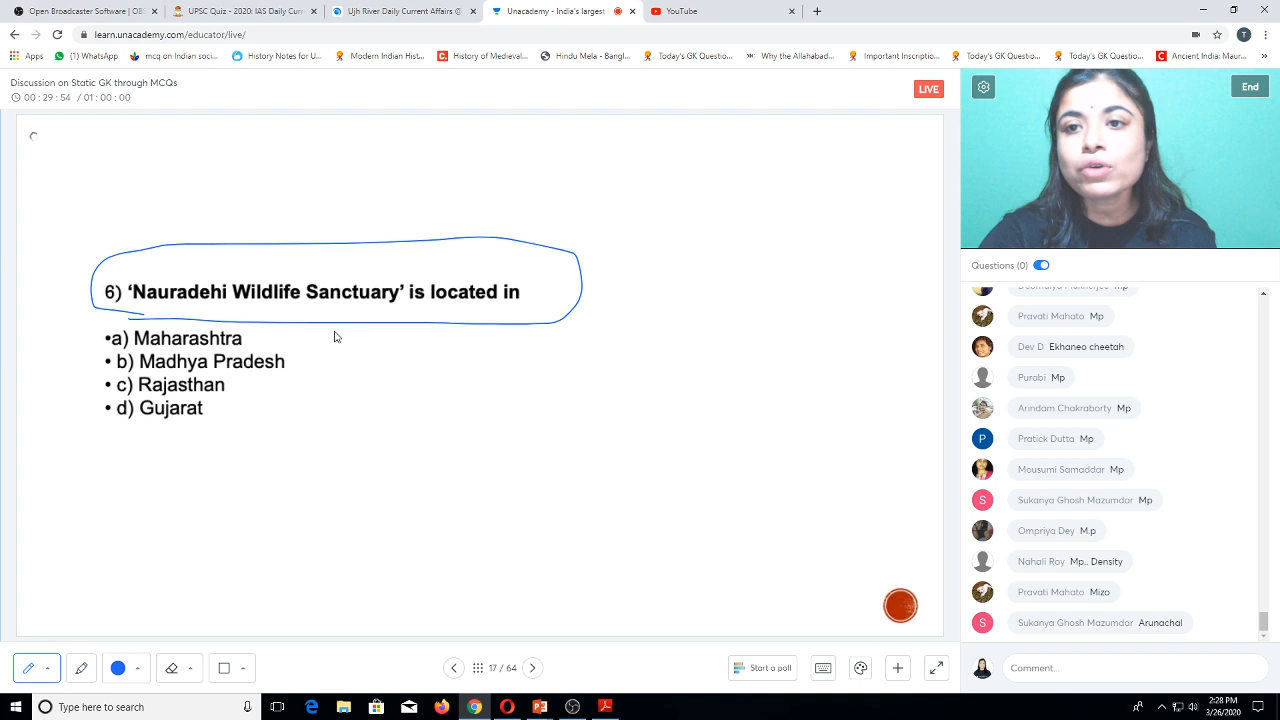 Open Broadcaster Software | OBS
UPSC Quiz - 2020: IAS Daily Curr
Ujh River Daily Current Affairs @
Unacademy - India's largest
YouTube
learn.unacademy.com/educator/live/
Apps
(1) WhatsApp
mcq on Indian soci...
History Notes for U...
Modern Indian Hist...
History of Medieval...
Hindu Mela - Bangl...
Today's GK Questio...
Why the Allahabad...
Important Inscriptio...
Today's GK Questio...
Today's GK Questio...
Ancient India: Maur...
Discussion on Static GK through MCQs
00 : 29 : 54 / 01 : 00 : 00
LIVE
End
6) 'Nauradehi Wildlife Sanctuary' is located in
•a) Maharashtra
• b) Madhya Pradesh
• c) Rajasthan
• d) Gujarat
Questions (0)
Pravati Mahato Mp
Dev D Ekhaneo cheetah
Purabi Mp
Arindam Chakraborty Mp
P Pratick Dutta Mp
Mousumi Samaddar Mp
S Sukanya Ghosh Mazumdar Mp
Ompriya Dey M.p
Nahali Roy Mp.. Density
Pravati Mahato Mizo
S Sukanya Ghosh Mazumdar Arunachal
17 / 64
Start a poll
Comment...
Type here to search
2:28 PM
3/26/2020